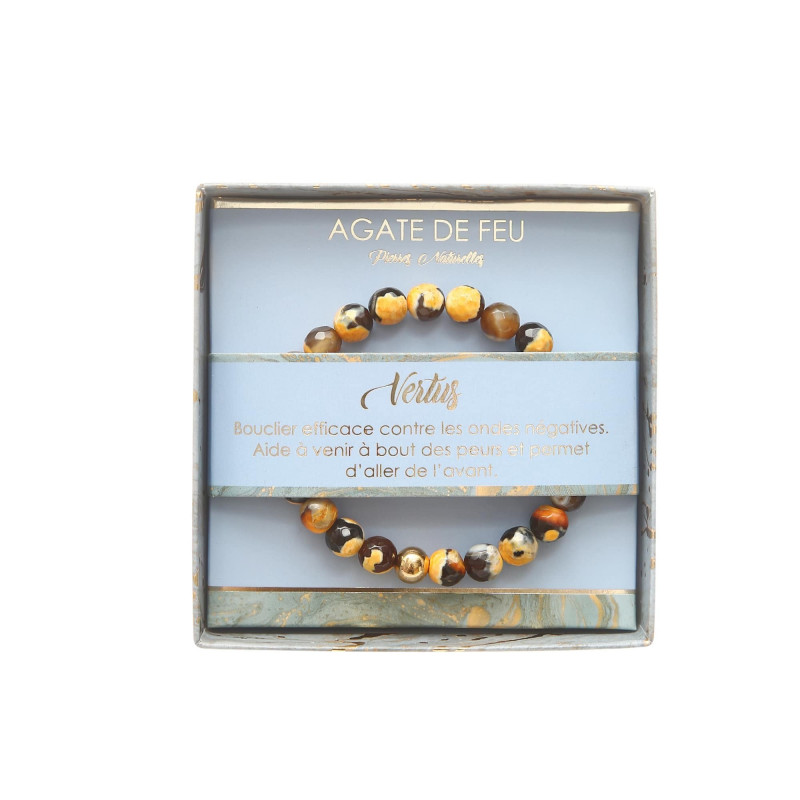 AGATE DE FEU
Pierres Naturelles
Vertus
Bouclier efficace contre les ondes négatives.
Aide à venir à bout des peurs et permet
d'aller de l'avant.